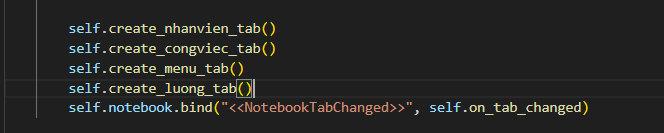 self.create_nhanvien_tab()
self.create_congviec_tab()
self.create_menu_tab()
self.create_luong_tab()
self.notebook.bind("<<NotebookTabChanged>>", self.on_tab_changed)